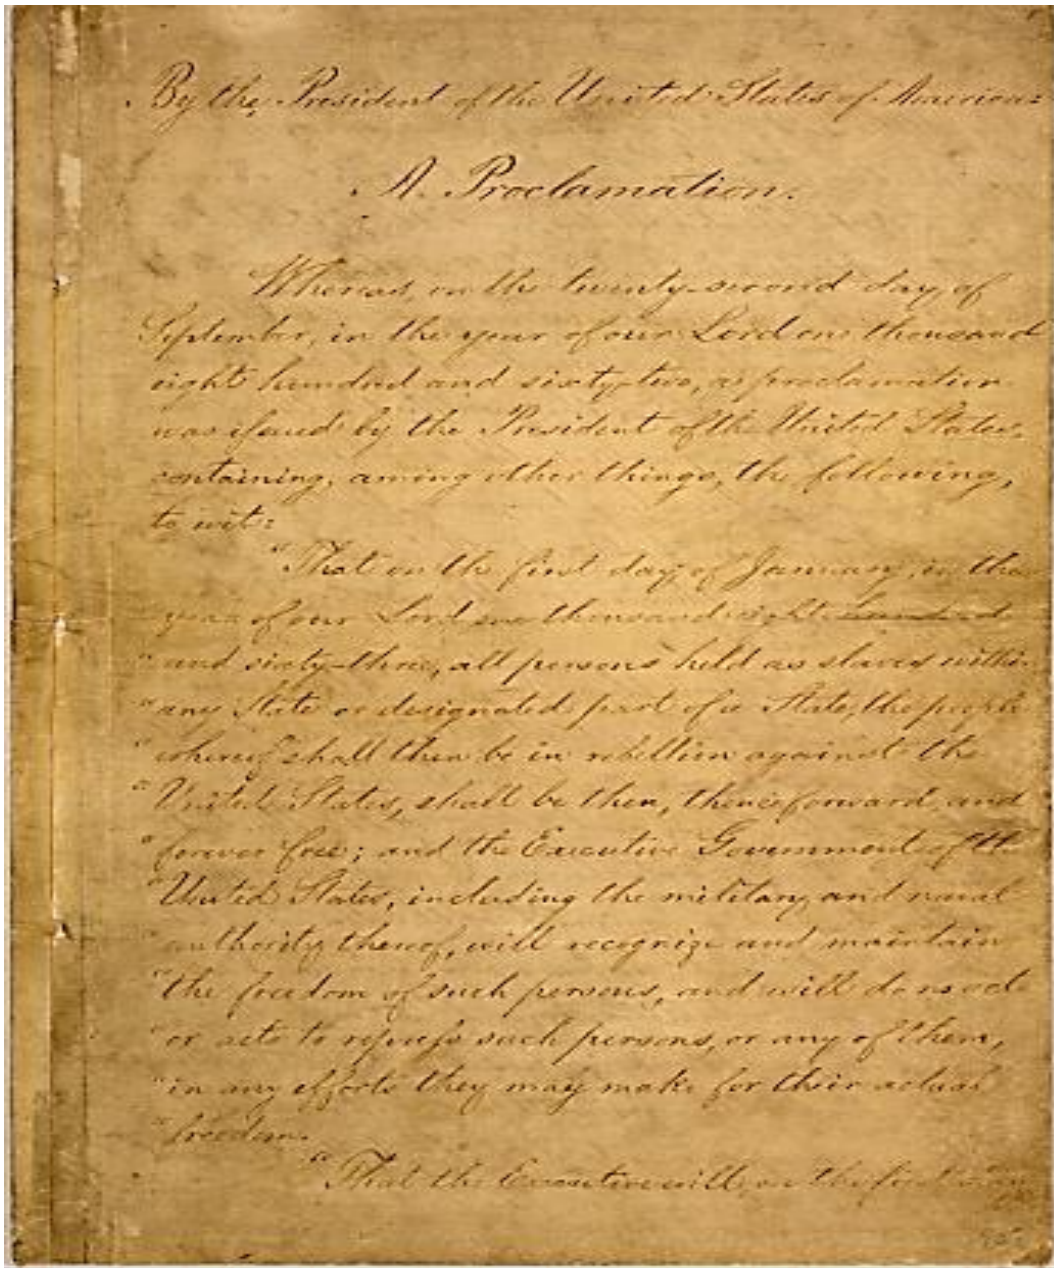 By the President of the United States of America:
A Proclamation.
Whereas, on the twenty-second day of
September, in the year of our Lord one thousand
eight hundred and sixty-two, a proclamation
was issued by the President of the United States,
containing, among other things, the following,
to wit:
"That on the first day of January, in the
year of our Lord one thousand eight hundred
"and sixty-three, all persons held as slaves within
"any State or designated part of a State, the people
"whereof shall then be in rebellion against the
"United States, shall be then, thenceforward, and
"forever free; and the Executive Government of the
"United States, including the military and naval
"authority thereof, will recognize and maintain
"the freedom of such persons, and will do no act
"or acts to repress such persons, or any of them,
"in any efforts they may make for their actual
"freedom.
"That the Executive will, on the first day